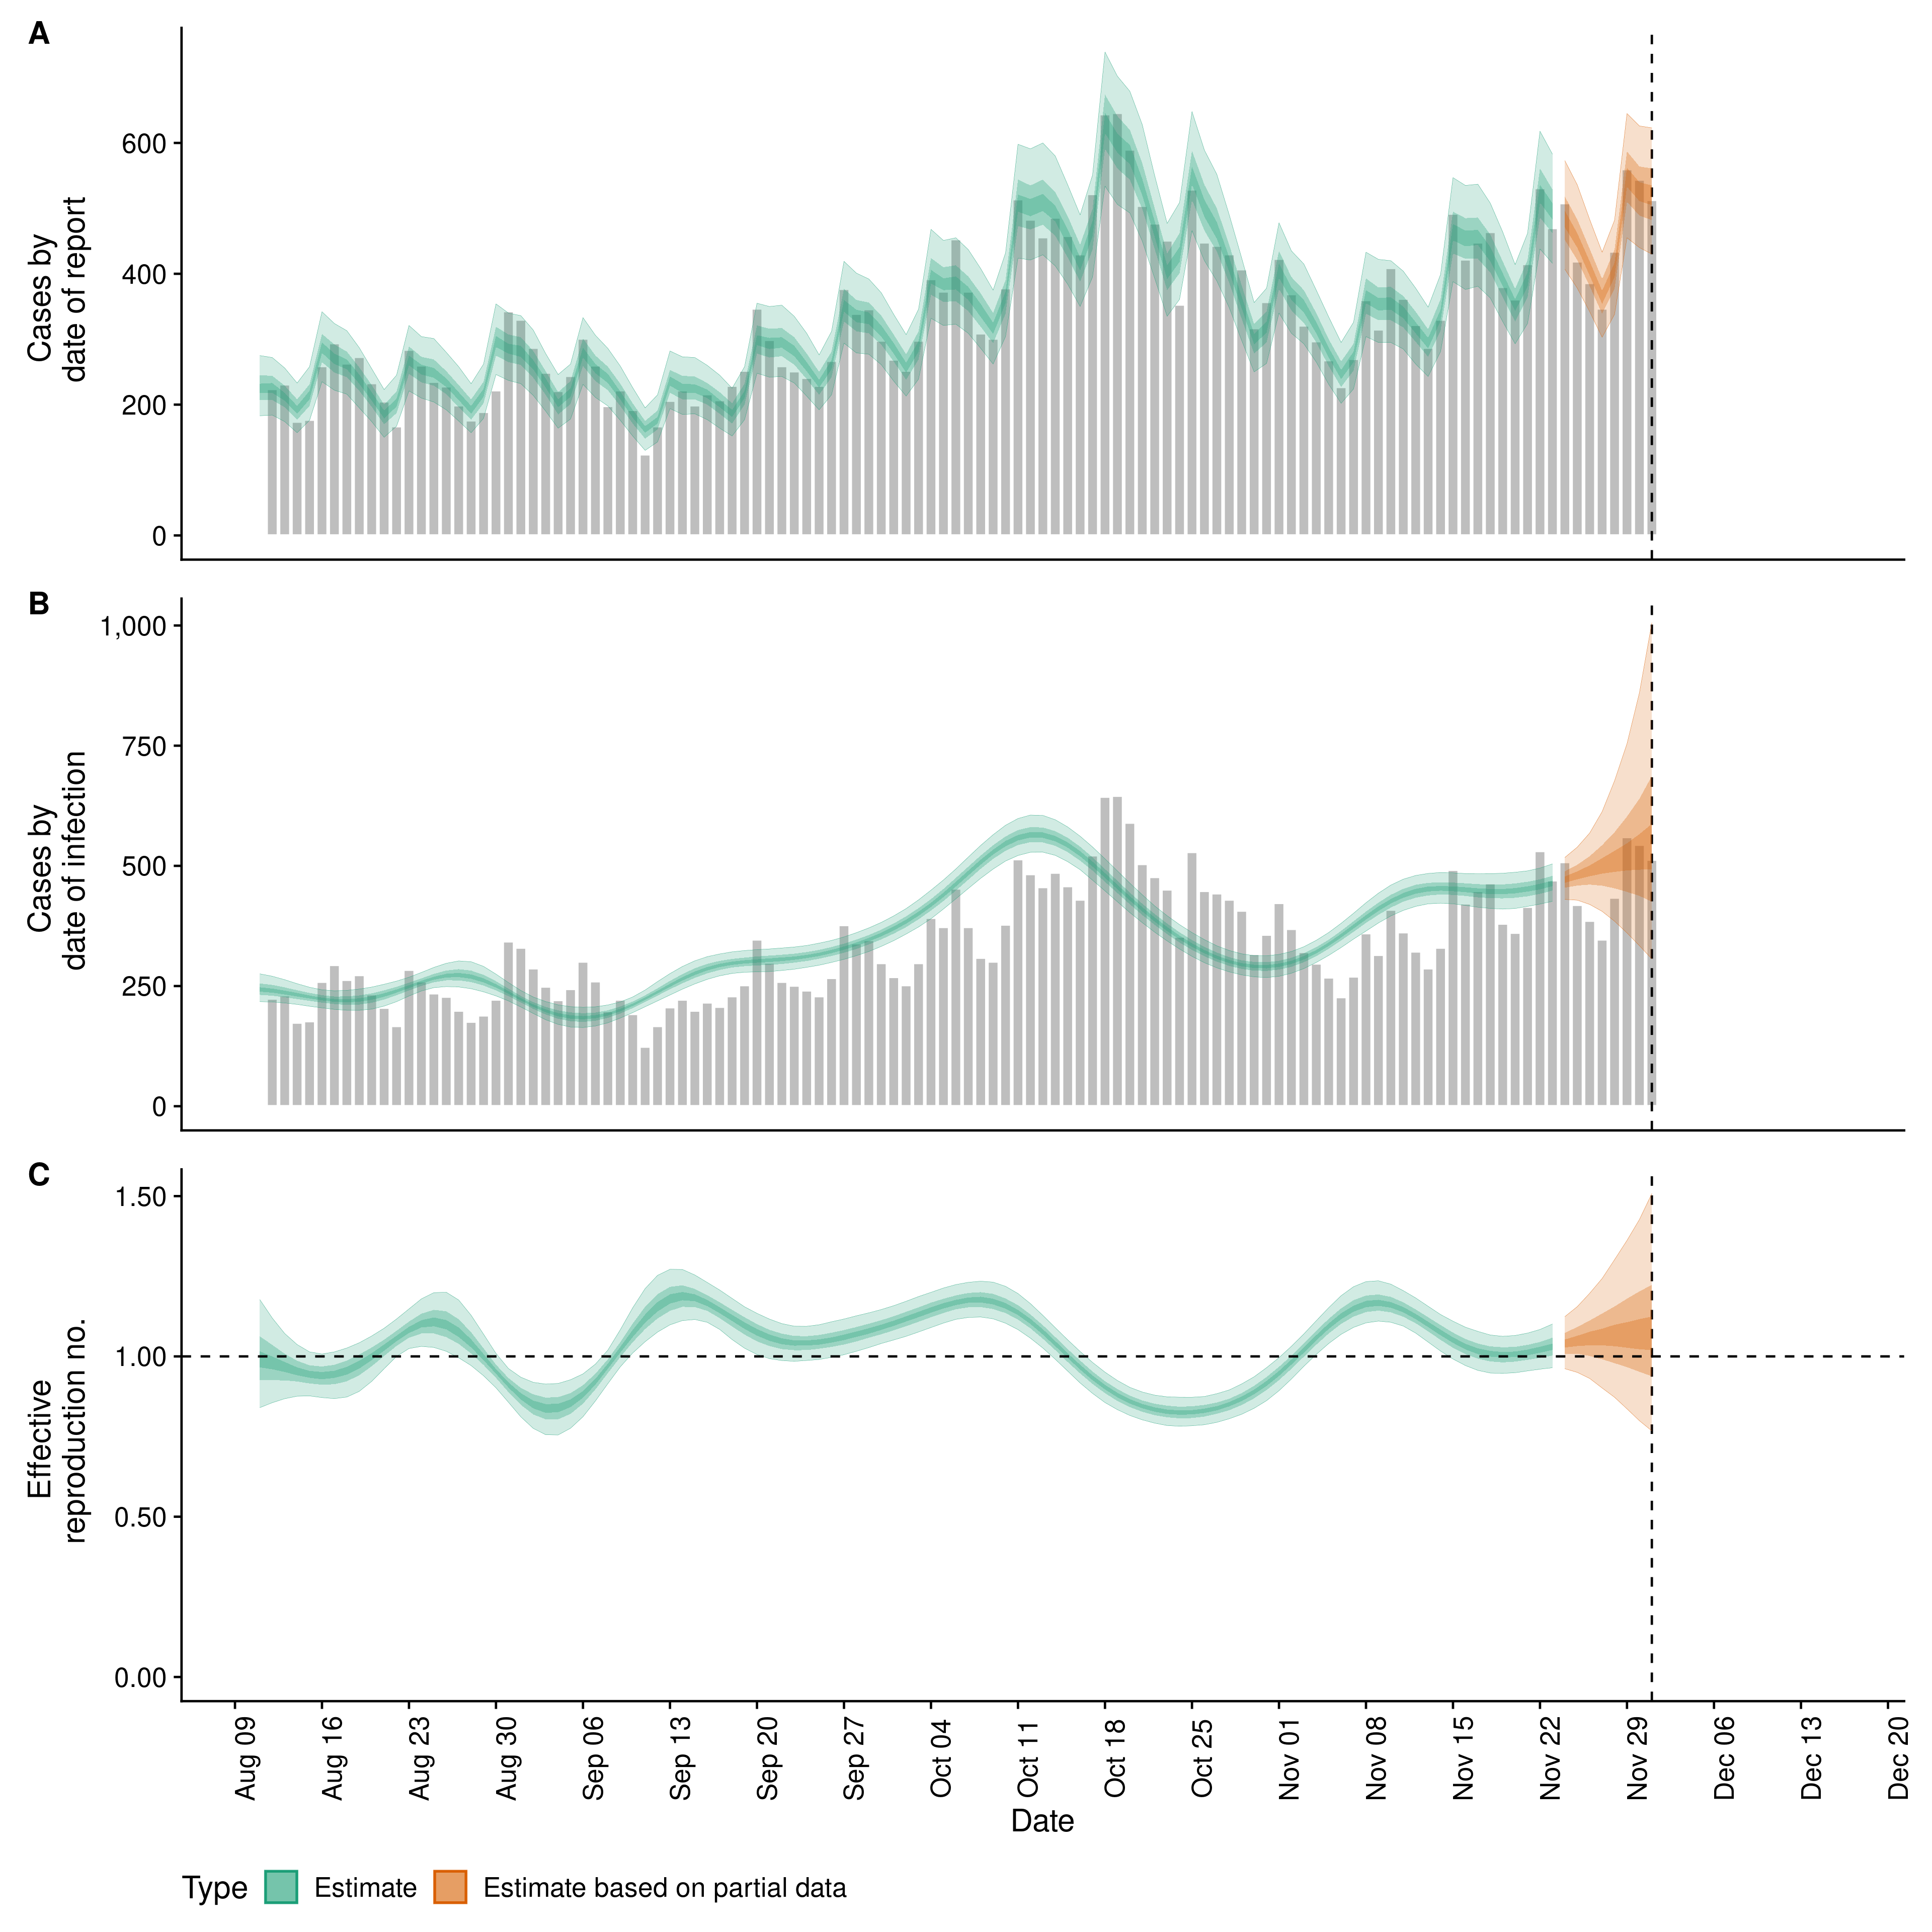 A
Cases by
date of report
600
400
200
0
B
Cases by
date of infection
1,000
750
500
250
0
C
Effective
reproduction no.
1.50
1.00
0.50
0.00
Aug 09
Aug 16
Aug 23
Aug 30
Sep 06
Sep 13
Sep 20
Sep 27
Oct 04
Oct 11
Oct 18
Oct 25
Nov 01
Nov 08
Nov 15
Nov 22
Nov 29
Dec 06
Dec 13
Dec 20
Date
Type Estimate Estimate based on partial data